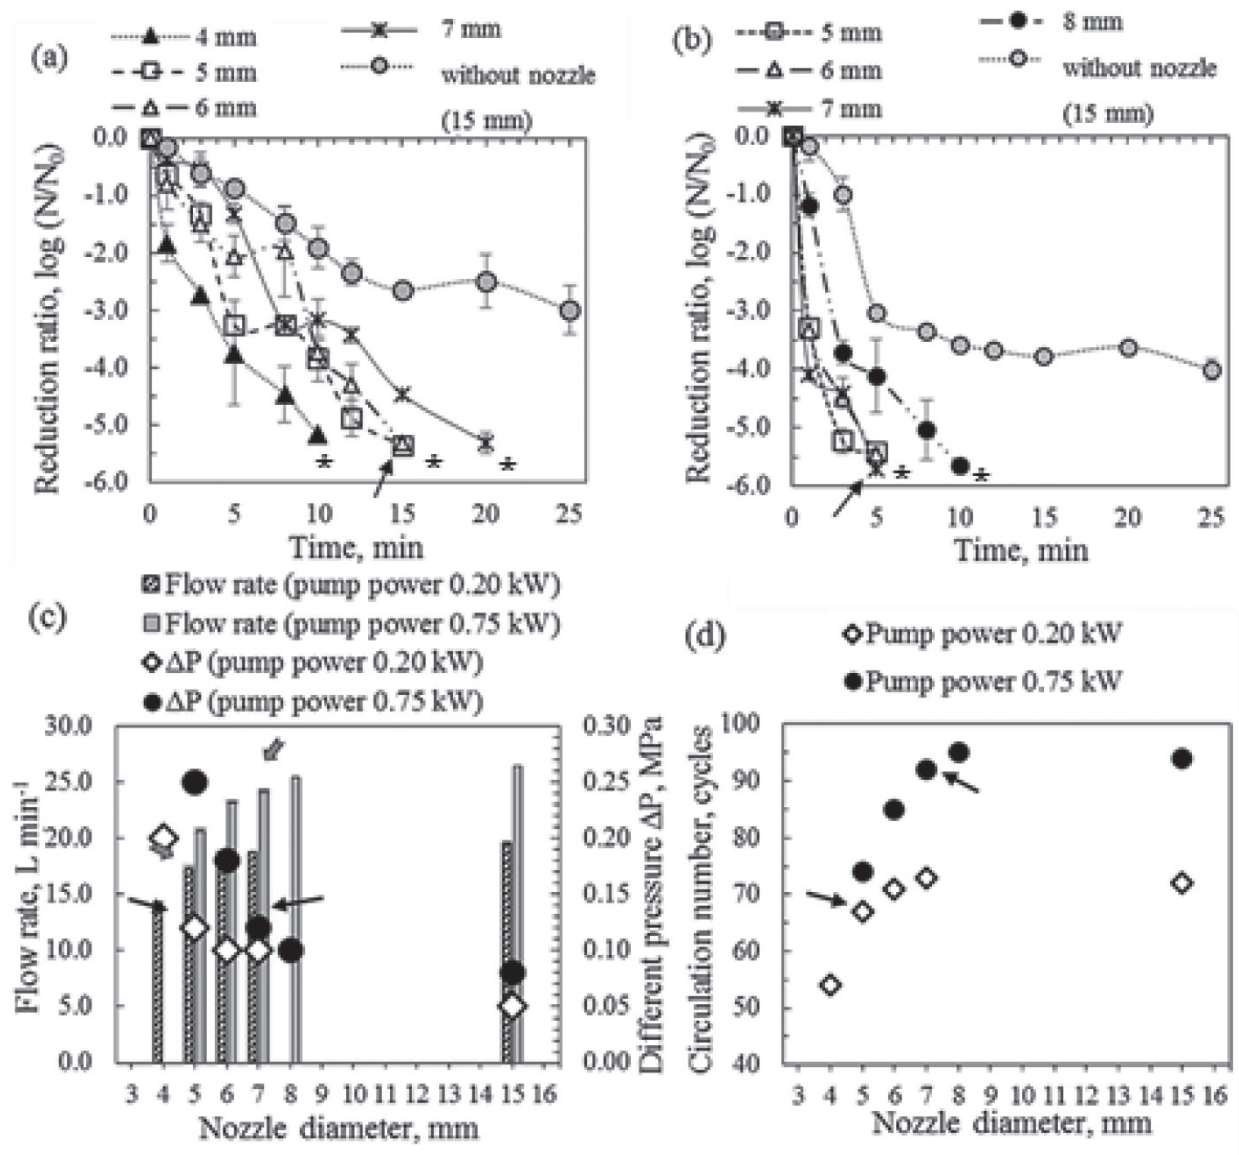 (a)
4 mm
5 mm
6 mm
7 mm
without nozzle
(15 mm)
Reduction ratio, log (N/N0)
0.0
-1.0
-2.0
-3.0
-4.0
-5.0
-6.0
*
*
*
0 5 10 15 20 25
Time, min
(b)
5 mm
6 mm
7 mm
8 mm
without nozzle
(15 mm)
Reduction ratio, log (N/N0)
0.0
-1.0
-2.0
-3.0
-4.0
-5.0
-6.0
*
*
0 5 10 15 20 25
Time, min
(c)
Flow rate (pump power 0.20 kW)
Flow rate (pump power 0.75 kW)
ΔP (pump power 0.20 kW)
ΔP (pump power 0.75 kW)
Flow rate, L min-1
30.0
25.0
20.0
15.0
10.0
5.0
0.0
0.30
0.25
0.20
0.15
0.10
0.05
0.00
Different pressure ΔP, MPa
3 4 5 6 7 8 9 10 11 12 13 14 15 16
Nozzle diameter, mm
(d)
Pump power 0.20 kW
Pump power 0.75 kW
Circulation number, cycles
100
90
80
70
60
50
40
3 4 5 6 7 8 9 10 11 12 13 14 15 16
Nozzle diameter, mm